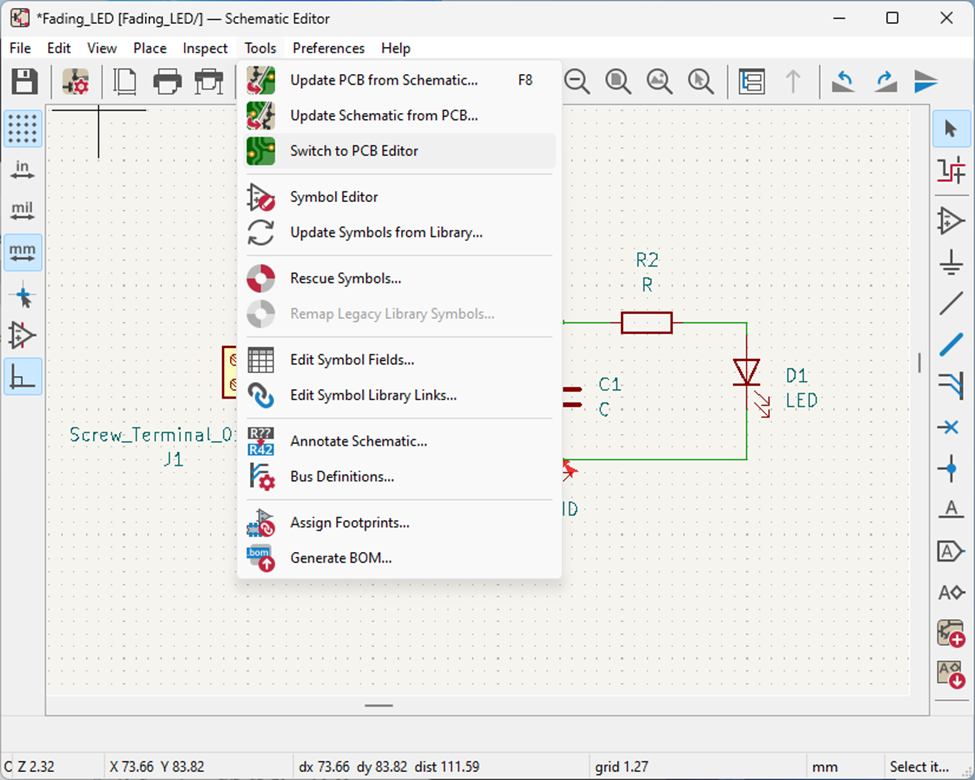 *Fading_LED [Fading_LED/] — Schematic Editor
File Edit View Place Inspect Tools Preferences Help
Update PCB from Schematic... F8
Update Schematic from PCB...
Switch to PCB Editor
in
Symbol Editor
mil
Update Symbols from Library...
mm
Rescue Symbols...
Remap Legacy Library Symbols...
R2
R
Edit Symbol Fields...
Edit Symbol Library Links...
C1
C
D1
LED
R??
R42
Annotate Schematic...
Screw_Terminal_0
J1
Bus Definitions...
ID
Assign Footprints...
.bom
Generate BOM...
A
A
A
A
C Z 2.32 X 73.66 Y 83.82 dx 73.66 dy 83.82 dist 111.59 grid 1.27 mm Select it...